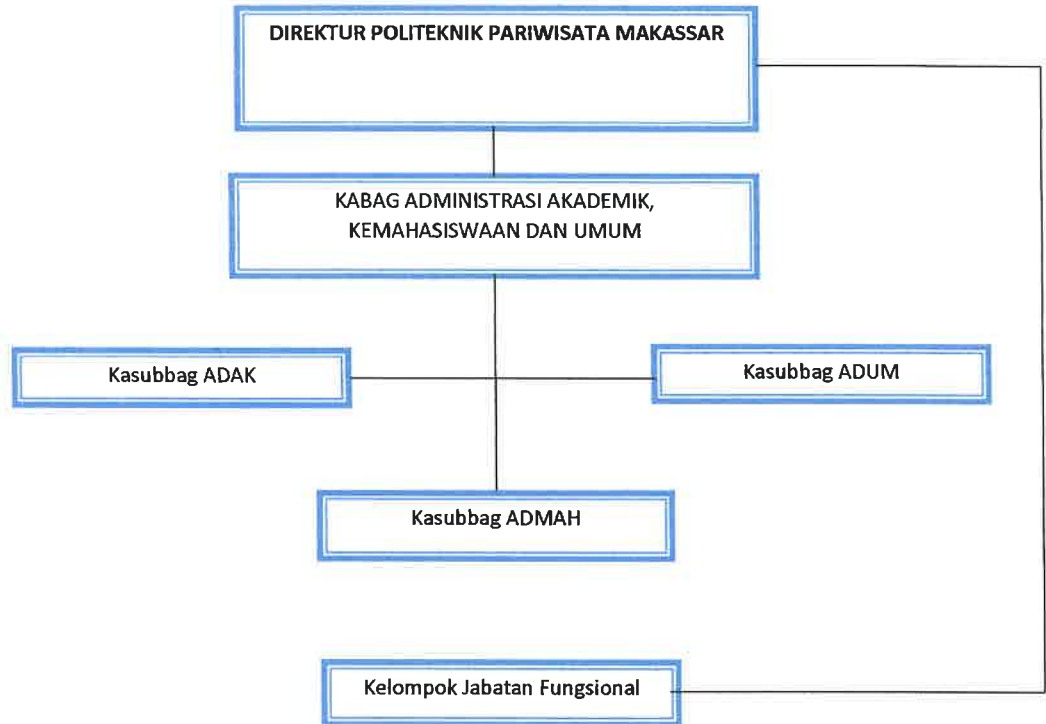 DIREKTUR POLITEKNIK PARIWISATA MAKASSAR
KABAG ADMINISTRASI AKADEMIK,
KEMAHASISWAAN DAN UMUM
Kasubbag ADAK
Kasubbag ADUM
Kasubbag ADMAH
Kelompok Jabatan Fungsional